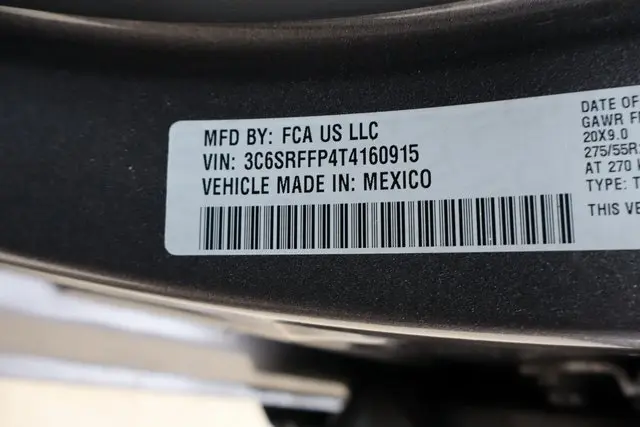 MFD BY: FCA US LLC
VIN: 3C6SRFFP4T4160915
VEHICLE MADE IN: MEXICO
DATE OF
GAWR F
20X9.0
275/55R
AT 270
TYPE: T
THIS VE